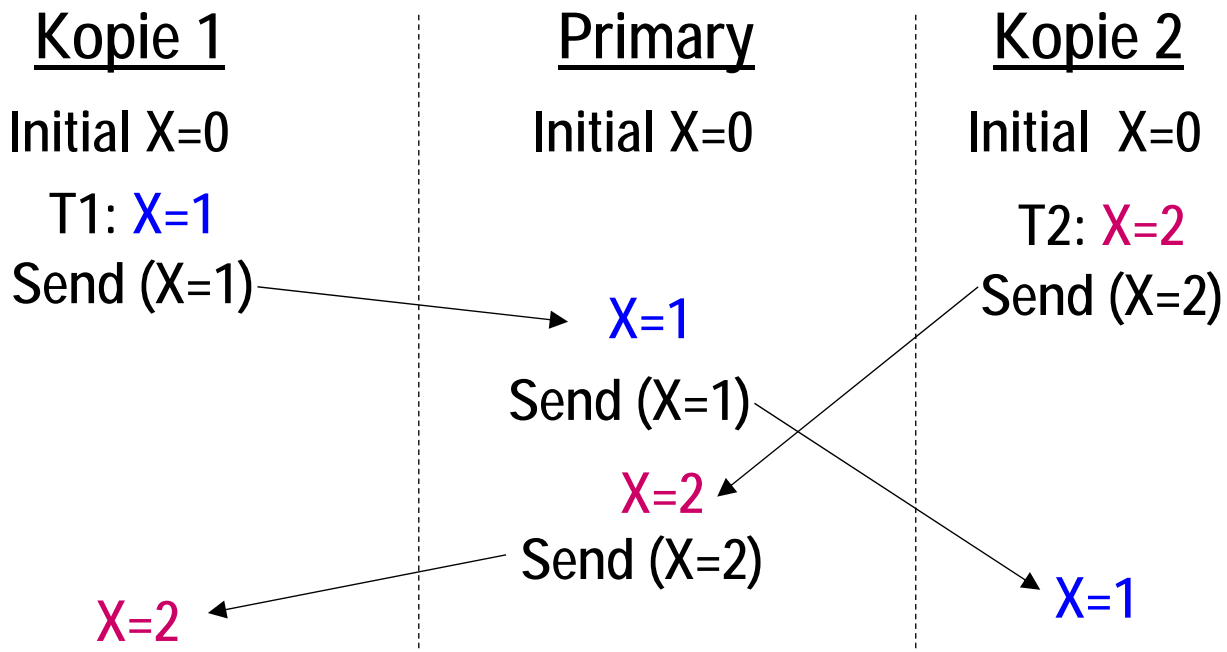 Kopie 1
Initial X=0
T1: X=1
Send (X=1)
X=2
Primary
Initial X=0
X=1
Send (X=1)
X=2
Send (X=2)
Kopie 2
Initial X=0
T2: X=2
Send (X=2)
X=1